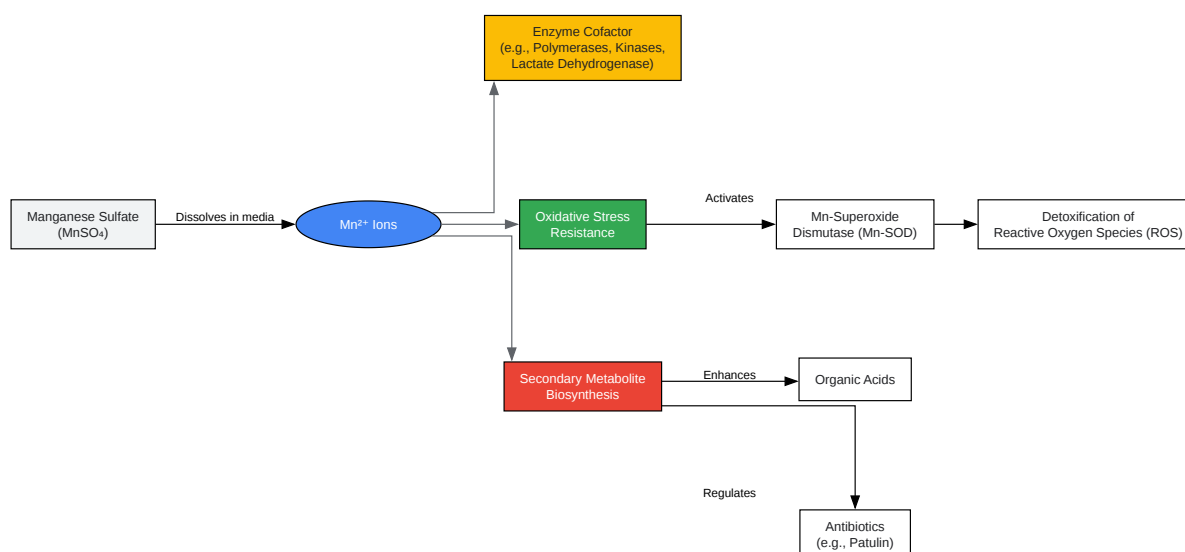 Enzyme Cofactor
(e.g., Polymerases, Kinases,
Lactate Dehydrogenase)
Manganese Sulfate
(MnSO₄)
Dissolves in media
Mn²⁺ Ions
Oxidative Stress
Resistance
Activates
Mn-Superoxide
Dismutase (Mn-SOD)
Detoxification of
Reactive Oxygen Species (ROS)
Secondary Metabolite
Biosynthesis
Enhances
Organic Acids
Regulates
Antibiotics
(e.g., Patulin)